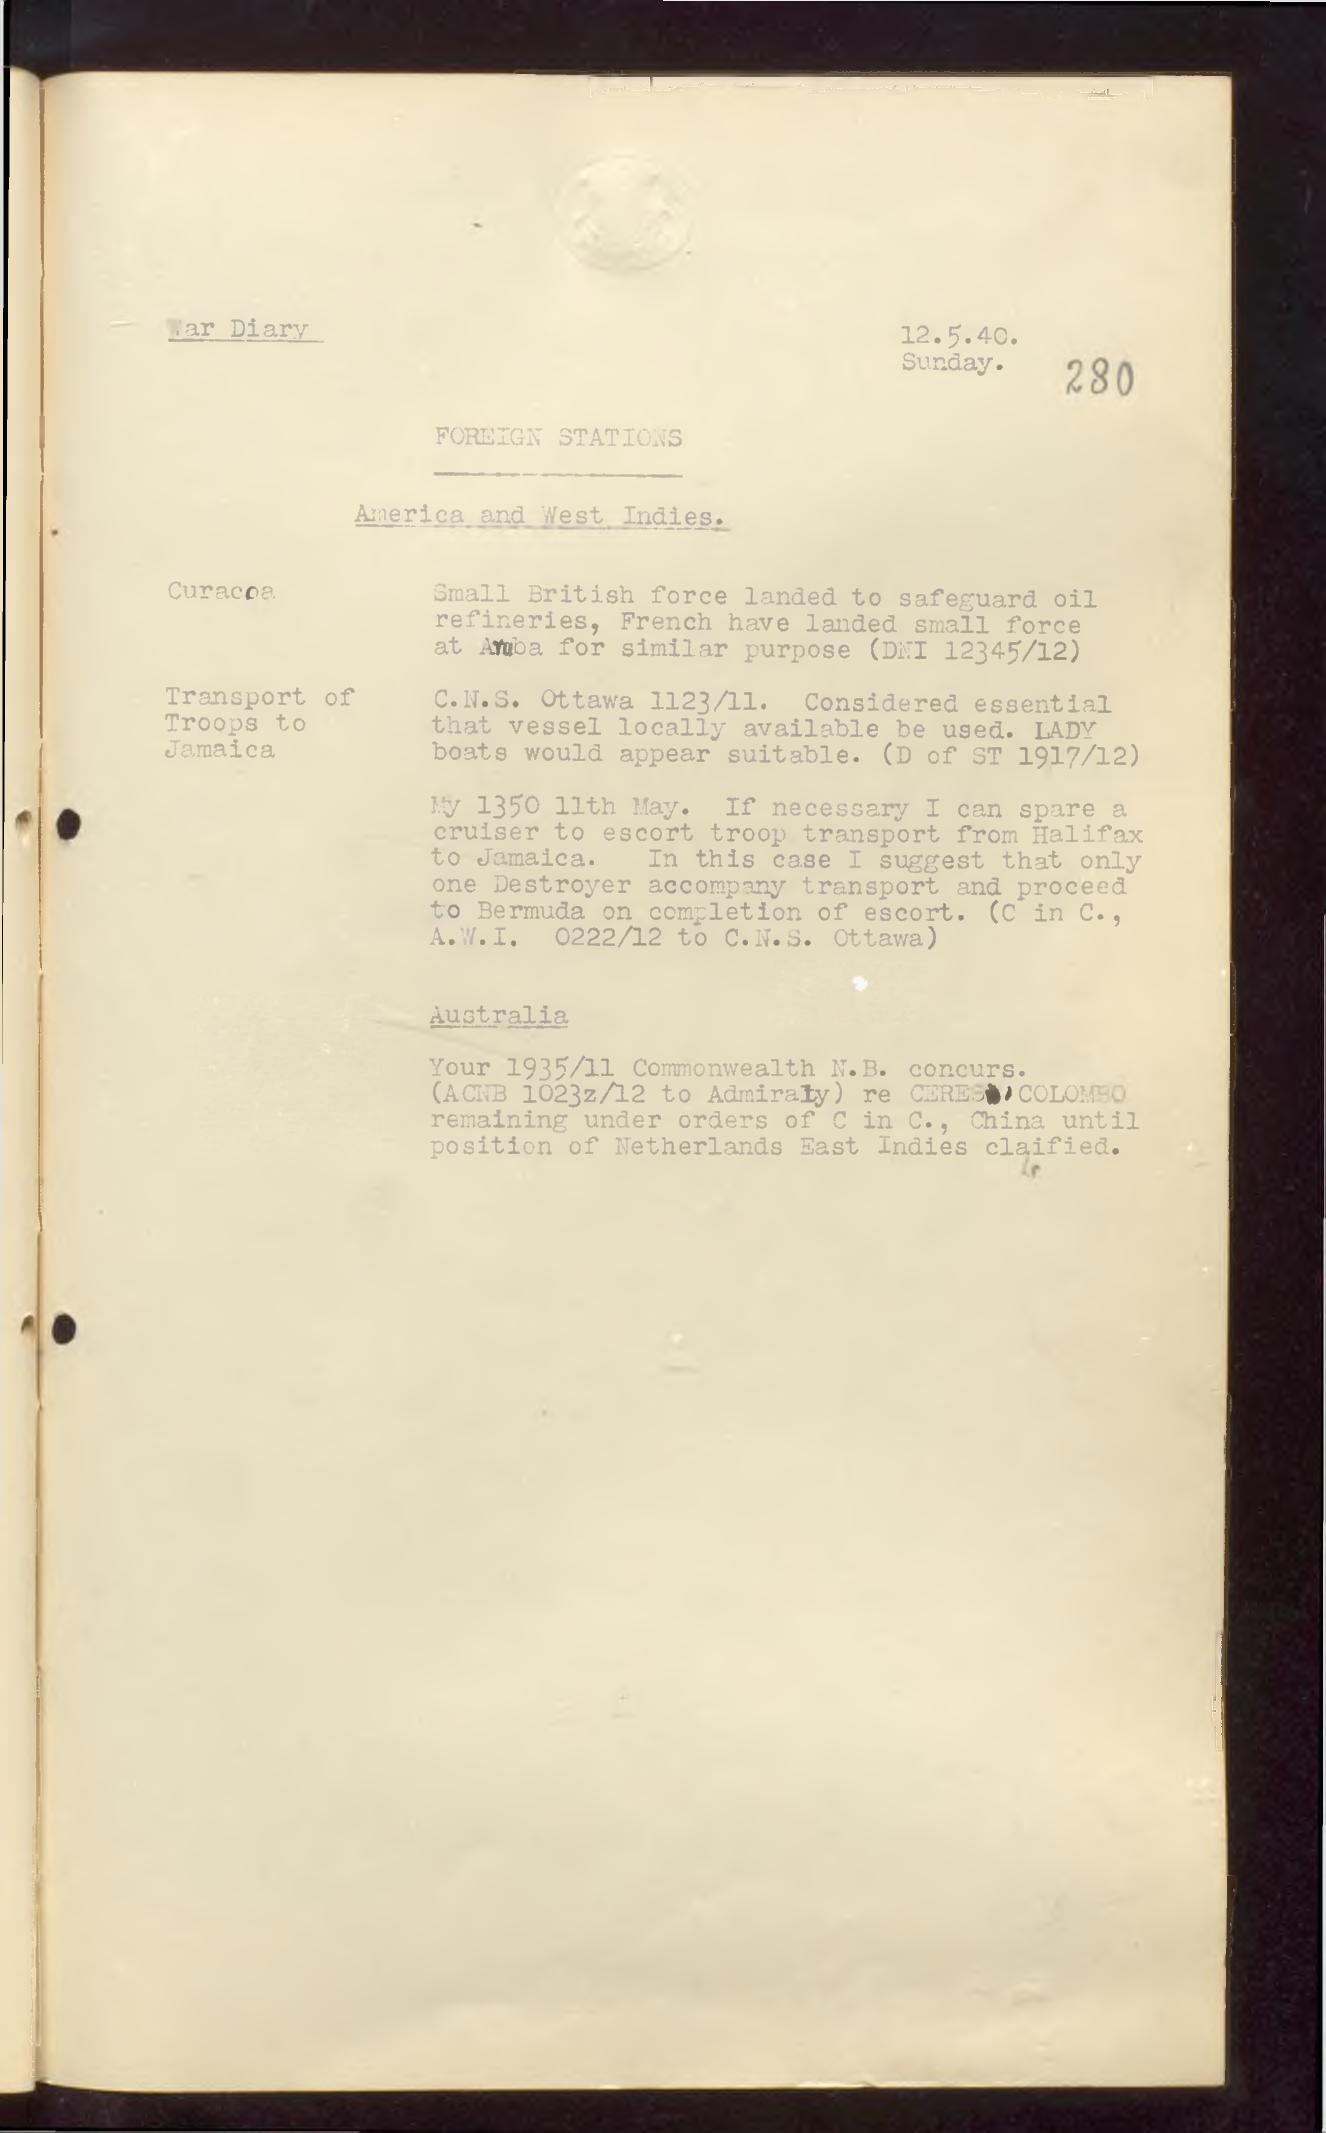 War Diary
12.5.40.
Sunday.
280
FOREIGN STATIONS
America and West Indies.
Curacoa
Small British force landed to safeguard oil
refineries, French have landed small force
at Aruba for similar purpose (DNI 12345/12)
Transport of
Troops to
Jamaica
C.N.S. Ottawa 1123/11. Considered essential
that vessel locally available be used. LADY
boats would appear suitable. (D of ST 1917/12)
My 1350 11th May. If necessary I can spare a
cruiser to escort troop transport from Halifax
to Jamaica. In this case I suggest that only
one Destroyer accompany transport and proceed
to Bermuda on completion of escort. (C in C.,
A.W.I. 0222/12 to C.N.S. Ottawa)
Australia
Your 1935/11 Commonwealth N.B. concurs.
(ACNB 1023z/12 to Admiralty) re CERES, COLOMBO
remaining under orders of C in C., China until
position of Netherlands East Indies claified.
r